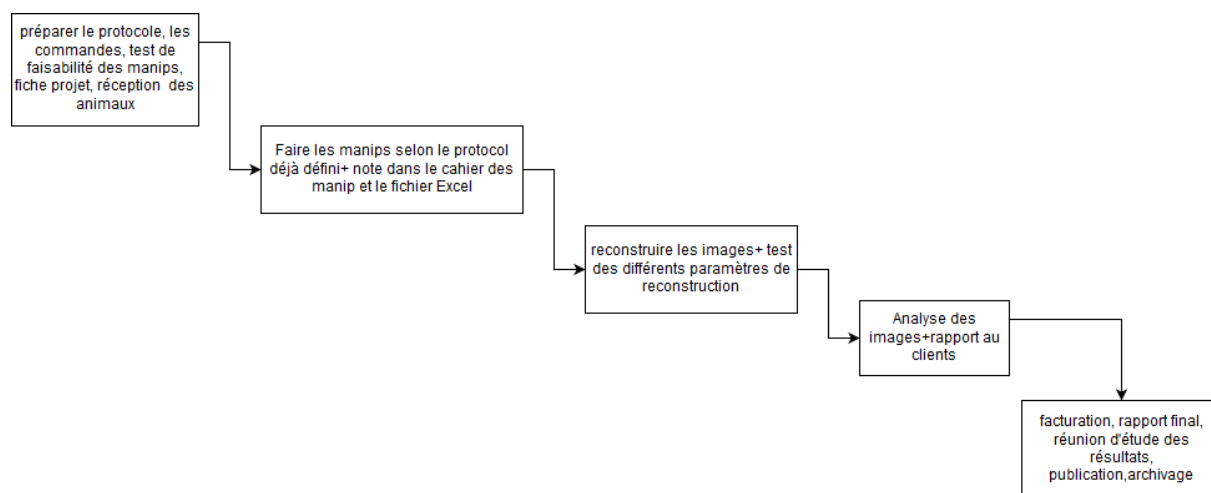 préparer le protocole, les
commandes, test de
faisabilité des manips,
fiche projet, réception des
animaux
Faire les manips selon le protocol
déjà défini+ note dans le cahier des
manip et le fichier Excel
reconstruire les images+ test
des différents paramètres de
reconstruction
Analyse des
images+rapport au
clients
facturation, rapport final,
réunion d'étude des
résultats,
publication,archivage